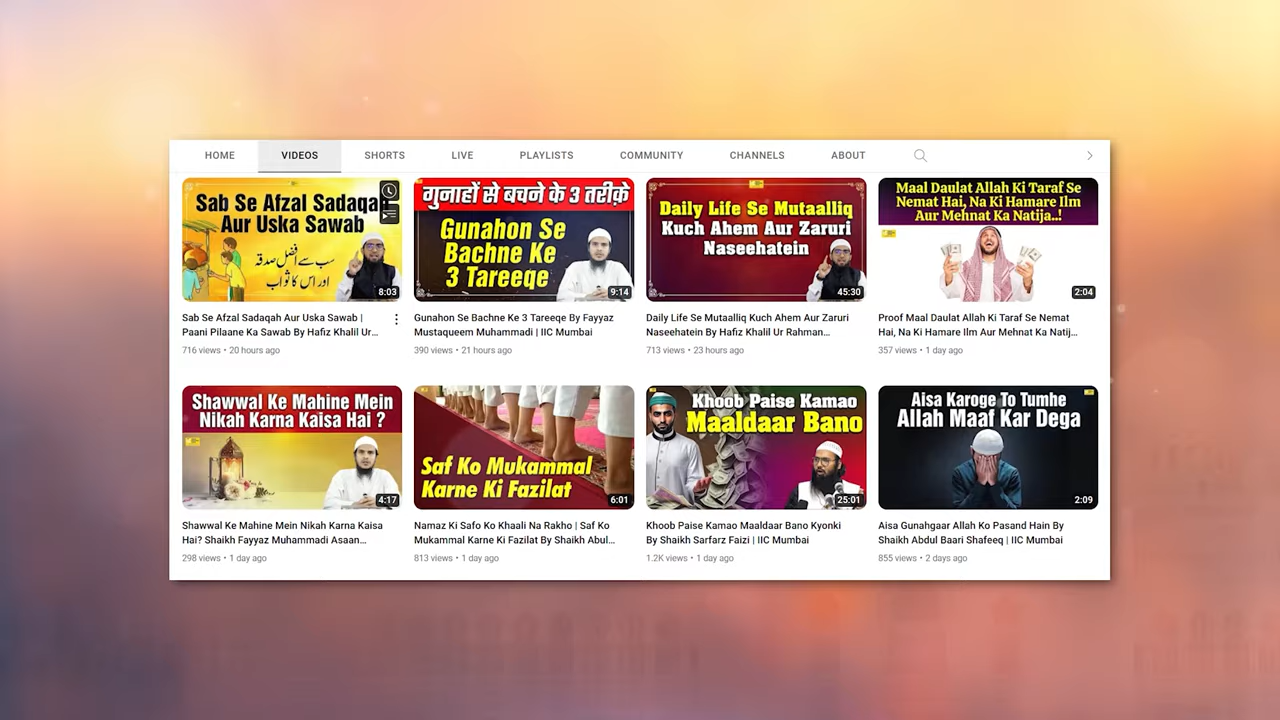 HOME VIDEOS SHORTS LIVE PLAYLISTS COMMUNITY CHANNELS ABOUT
Sab Se Afzal Sadaqah
Aur Uska Sawab
سب سے افضل صدقہ
اور اس کا ثواب
8:03
गुनाहों से बचने के 3 तरीक़े
Gunahon Se
Bachne Ke
3 Tareeqe
9:14
Daily Life Se Mutaalliq
Kuch Ahem Aur Zaruri
Naseehatein
45:30
Maal Daulat Allah Ki Taraf Se
Nemat Hai, Na Ki Hamare Ilm
Aur Mehnat Ka Natija..!
2:04
Sab Se Afzal Sadaqah Aur Uska Sawab |
Paani Pilaane Ka Sawab By Hafiz Khalil Ur...
716 views • 20 hours ago
Gunahon Se Bachne Ke 3 Tareeqe By Fayyaz
Mustaqueem Muhammadi | IIC Mumbai
390 views • 21 hours ago
Daily Life Se Mutaalliq Kuch Ahem Aur Zaruri
Naseehatein By Hafiz Khalil Ur Rahman...
713 views • 23 hours ago
Proof Maal Daulat Allah Ki Taraf Se Nemat
Hai, Na Ki Hamare Ilm Aur Mehnat Ka Natij...
357 views • 1 day ago
Shawwal Ke Mahine Mein
Nikah Karna Kaisa Hai ?
4:17
Saf Ko Mukammal
Karne Ki Fazilat
6:01
Khoob Paise Kamao
Maaldaar Bano
25:01
Aisa Karoge To Tumhe
Allah Maaf Kar Dega
2:09
Shawwal Ke Mahine Mein Nikah Karna Kaisa
Hai? Shaikh Fayyaz Muhammadi Asaan...
298 views • 1 day ago
Namaz Ki Safo Ko Khaali Na Rakho | Saf Ko
Mukammal Karne Ki Fazilat By Shaikh Abul...
813 views • 1 day ago
Khoob Paise Kamao Maaldaar Bano Kyonki
By Shaikh Sarfarz Faizi | IIC Mumbai
1.2K views • 1 day ago
Aisa Gunahgaar Allah Ko Pasand Hain By
Shaikh Abdul Baari Shafeeq | IIC Mumbai
855 views • 2 days ago